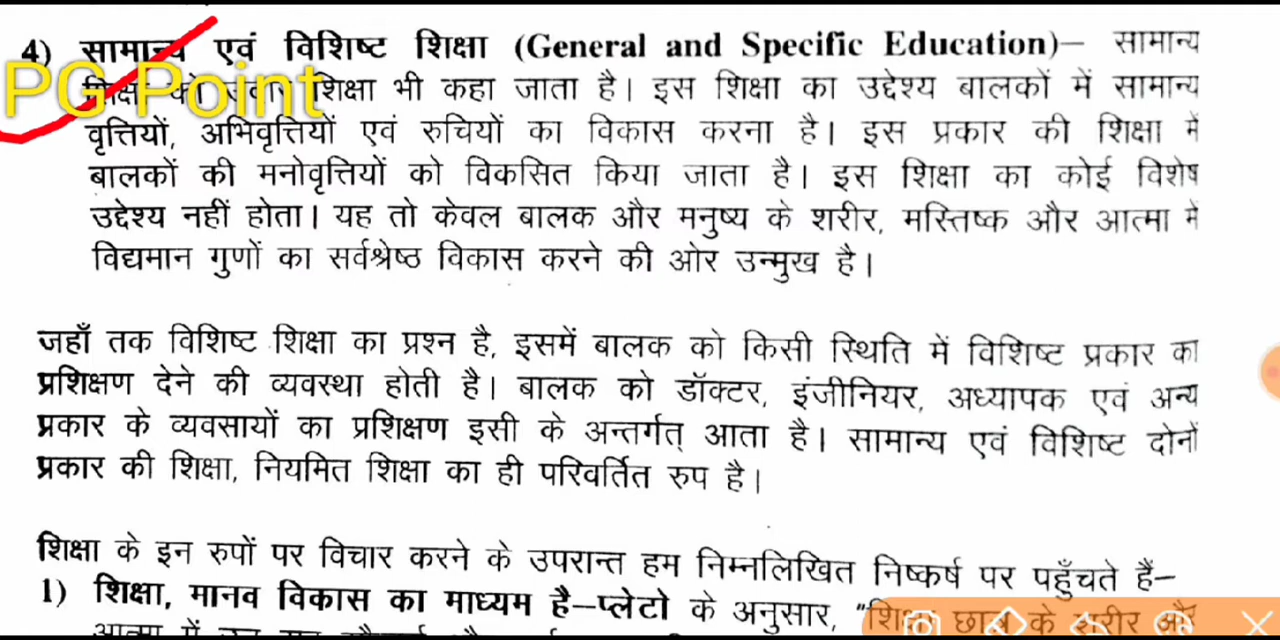 4) सामान्य एवं विशिष्ट शिक्षा (General and Specific Education)– सामान्य
PG Point
शिक्षा को उदार शिक्षा भी कहा जाता है। इस शिक्षा का उद्देश्य बालकों में सामान्य
वृत्तियों, अभिवृत्तियों एवं रुचियों का विकास करना है। इस प्रकार की शिक्षा में
बालकों की मनोवृत्तियों को विकसित किया जाता है। इस शिक्षा का कोई विशेष
उद्देश्य नहीं होता। यह तो केवल बालक और मनुष्य के शरीर, मस्तिष्क और आत्मा में
विद्यमान गुणों का सर्वश्रेष्ठ विकास करने की ओर उन्मुख है।
जहाँ तक विशिष्ट शिक्षा का प्रश्न है, इसमें बालक को किसी स्थिति में विशिष्ट प्रकार का
प्रशिक्षण देने की व्यवस्था होती है। बालक को डॉक्टर, इंजीनियर, अध्यापक एवं अन्य
प्रकार के व्यवसायों का प्रशिक्षण इसी के अन्तर्गत् आता है। सामान्य एवं विशिष्ट दोनों
प्रकार की शिक्षा, नियमित शिक्षा का ही परिवर्तित रुप है।
शिक्षा के इन रुपों पर विचार करने के उपरान्त हम निम्नलिखित निष्कर्ष पर पहुँचते हैं–
1) शिक्षा, मानव विकास का माध्यम है–प्लेटो के अनुसार, "शिक्षा छात्र के शरीर और
आत्मा में